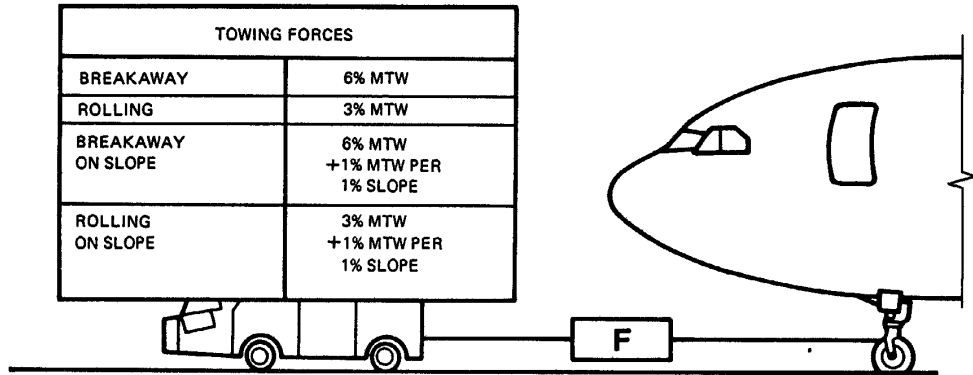 TOWING FORCES
BREAKAWAY 6% MTW
ROLLING 3% MTW
BREAKAWAY 6% MTW
ON SLOPE +1% MTW PER
1% SLOPE
ROLLING 3% MTW
ON SLOPE +1% MTW PER
1% SLOPE
F